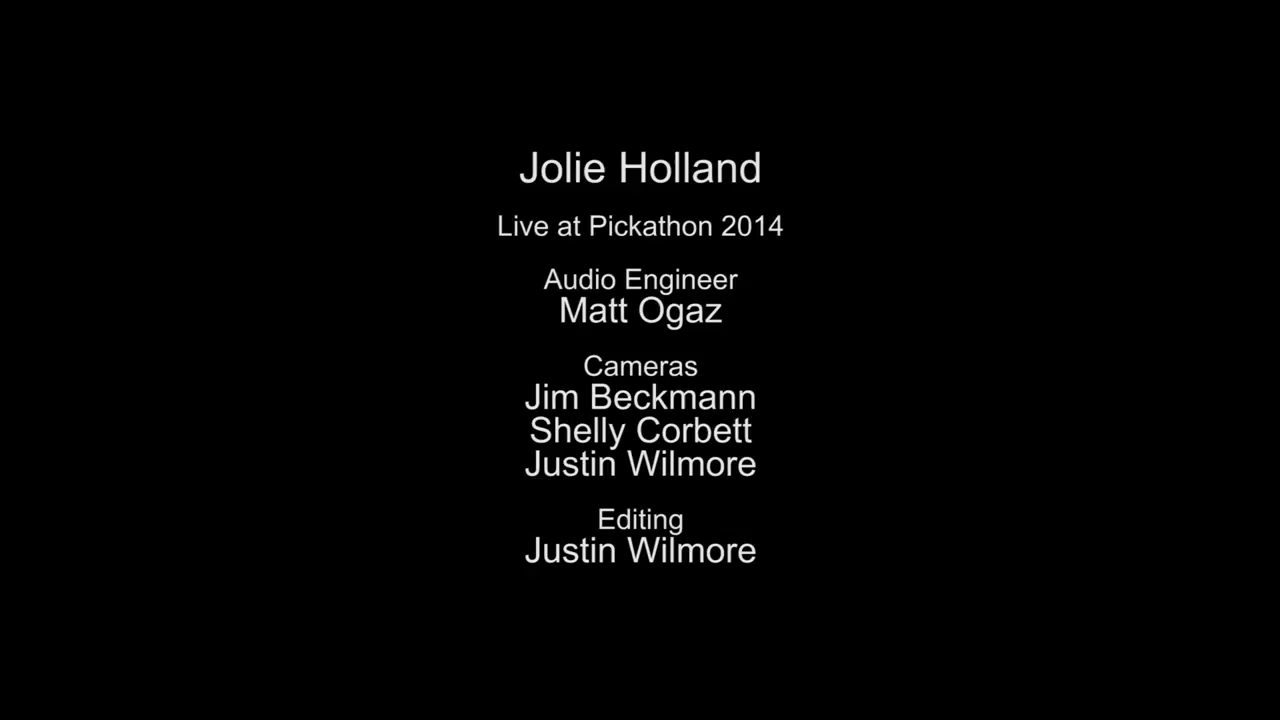 Jolie Holland
Live at Pickathon 2014
Audio Engineer
Matt Ogaz
Cameras
Jim Beckmann
Shelly Corbett
Justin Wilmore
Editing
Justin Wilmore